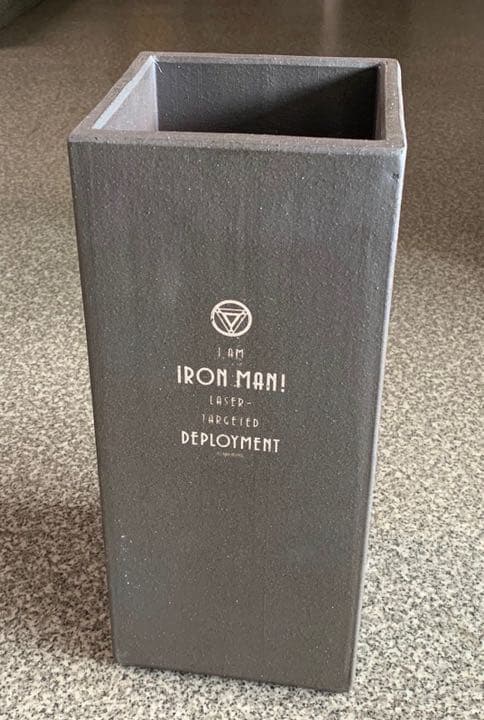 I AM
IRON MAN!
LASER-
TARGETED
DEPLOYMENT